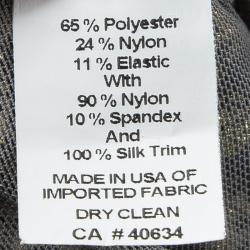 65 % Polyester
24 % Nylon
11 % Elastic
With
90 % Nylon
10 % Spandex
And
100 % Silk Trim
MADE IN USA OF
IMPORTED FABRIC
DRY CLEAN
CA # 40634